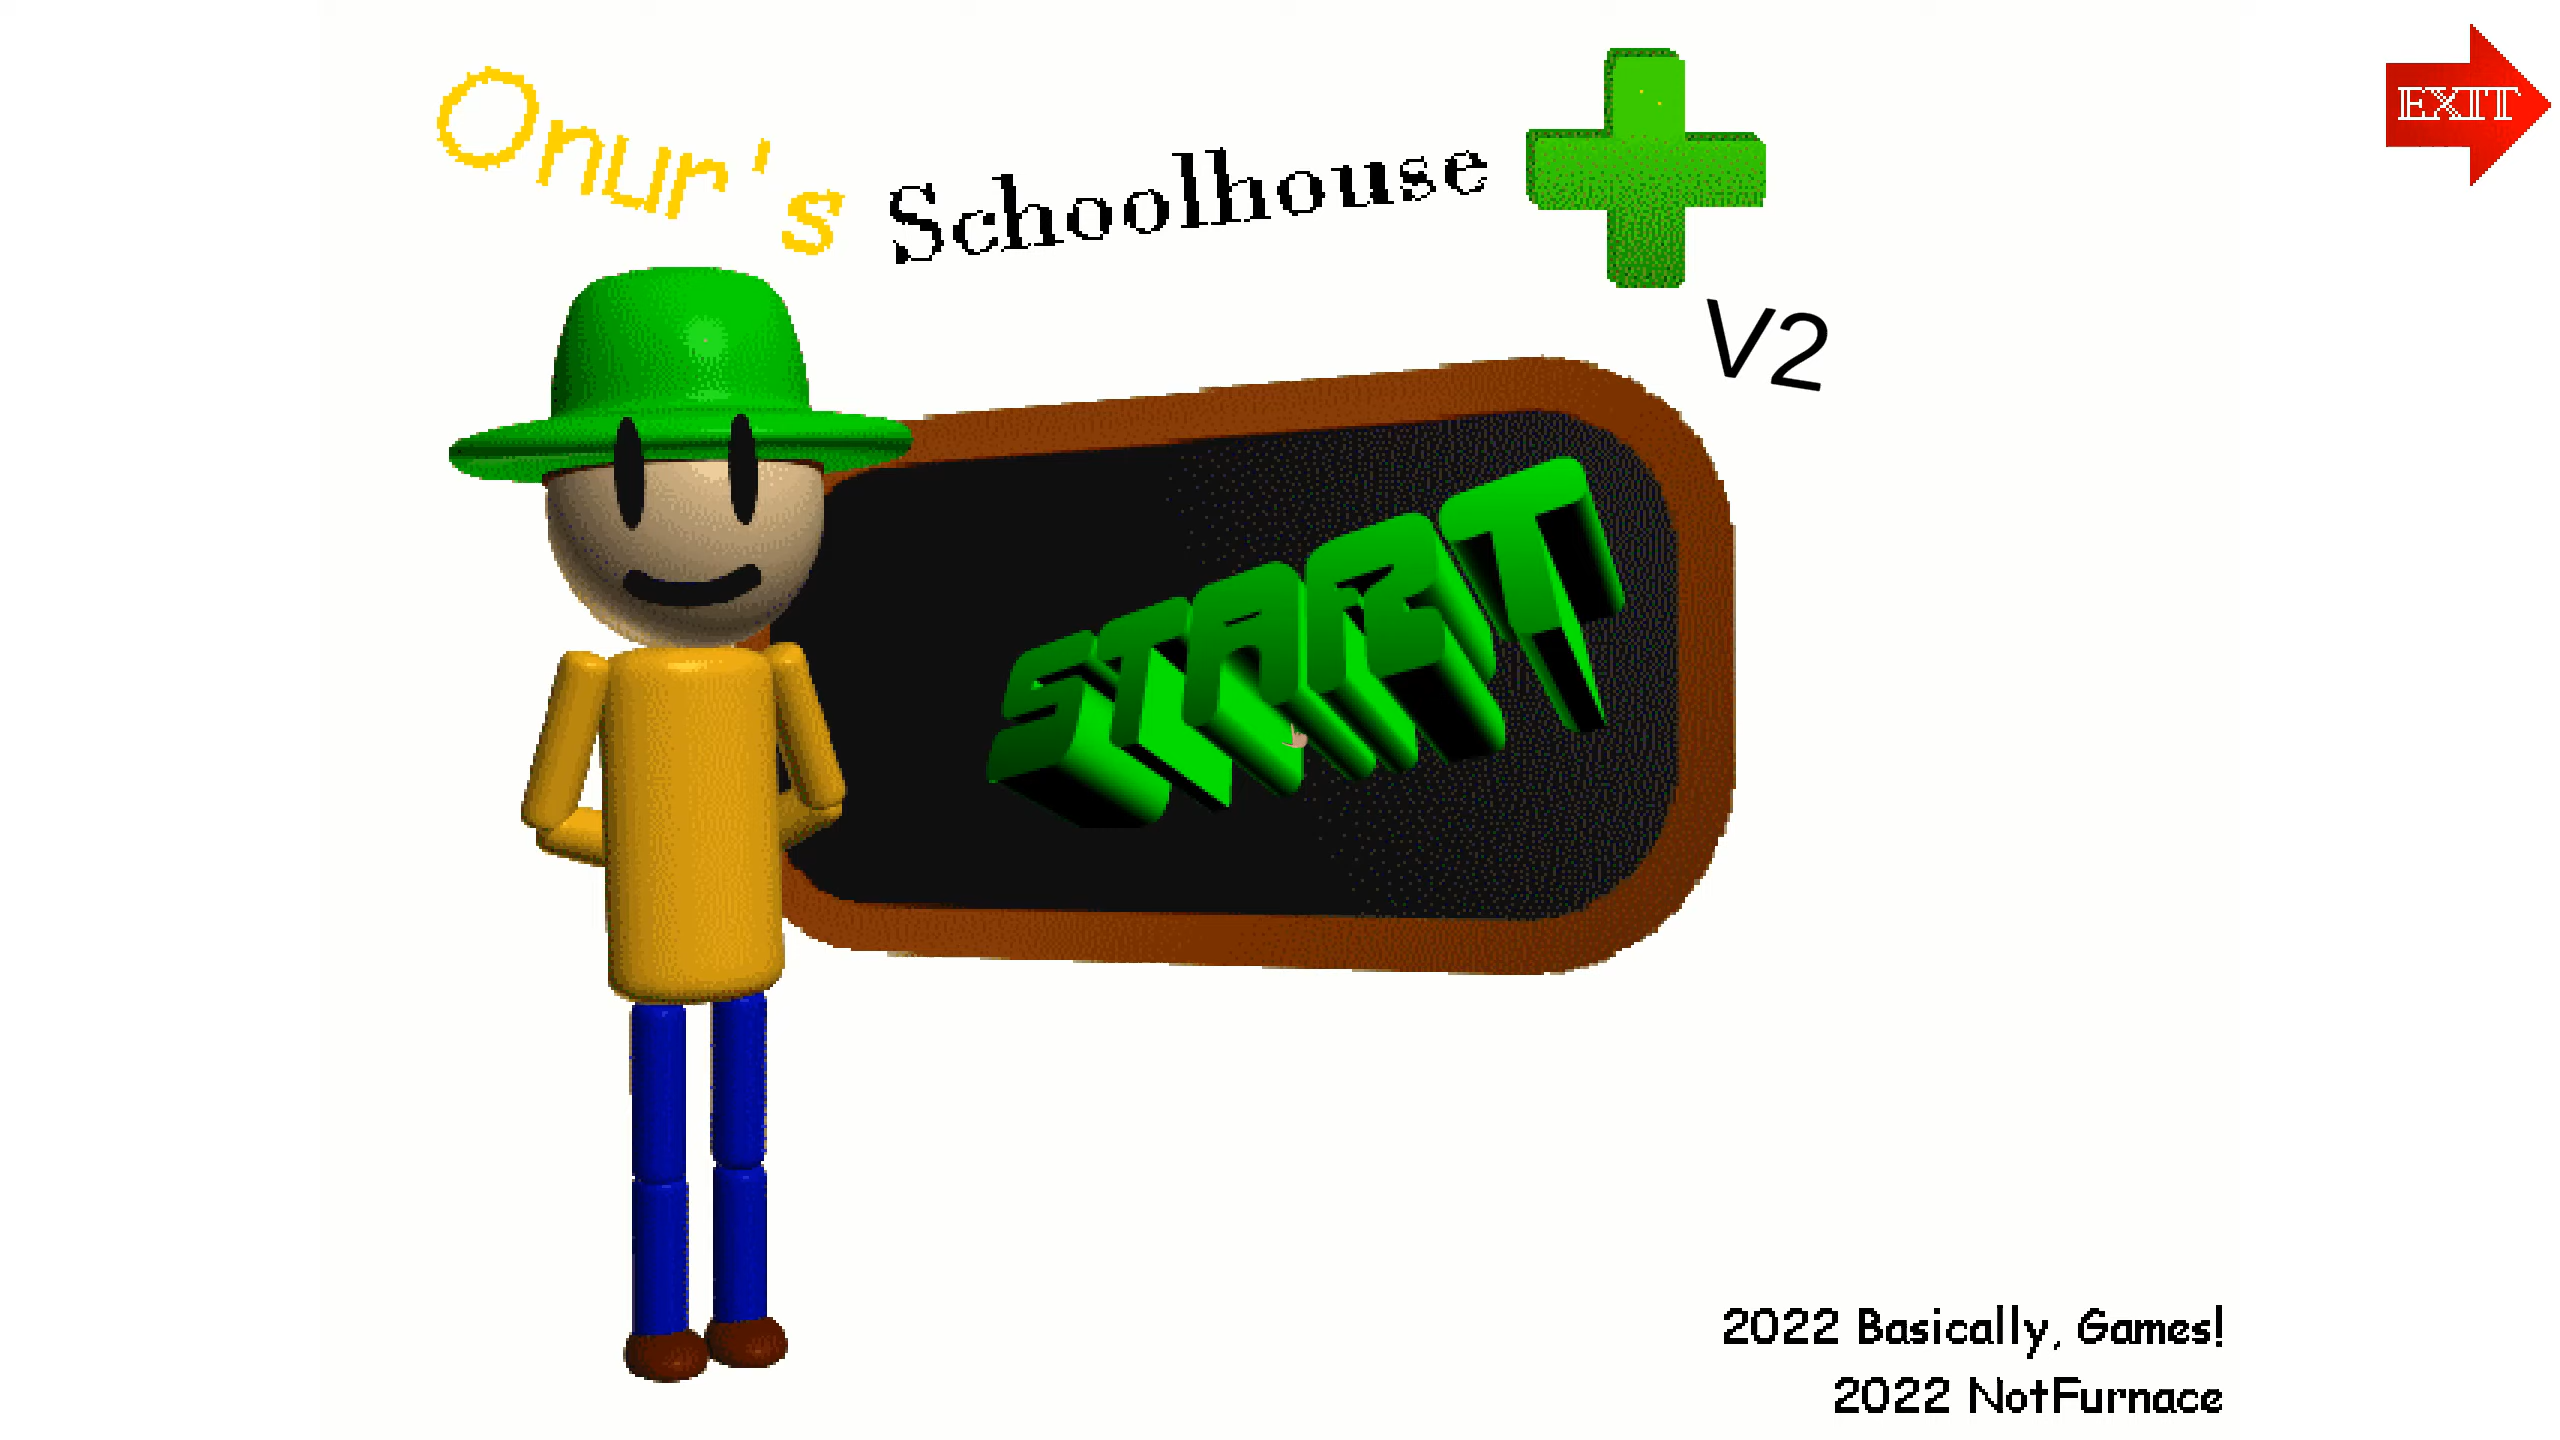 Onur's Schoolhouse
V2
EXIT
START
2022 Basically, Games!
2022 NotFurnace